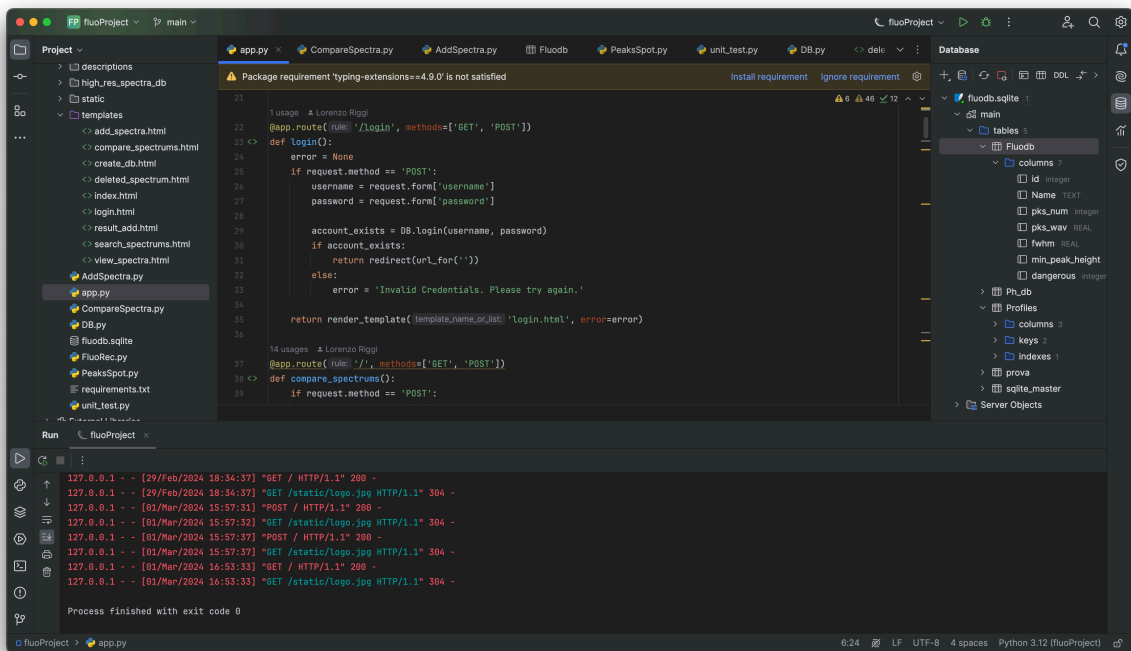 FP fluoProject main fluoProject
Project
descriptions
high_res_spectra_db
static
templates
<> add_spectra.html
<> compare_spectrums.html
<> create_db.html
<> deleted_spectrum.html
<> index.html
<> login.html
<> result_add.html
<> search_spectrums.html
<> view_spectra.html
AddSpectra.py
app.py
CompareSpectra.py
DB.py
fluodb.sqlite
FluoRec.py
PeaksSpot.py
requirements.txt
unit_test.py
External Libraries
app.py × CompareSpectra.py AddSpectra.py Fluodb PeaksSpot.py unit_test.py DB.py <> dele
Package requirement 'typing-extensions==4.9.0' is not satisfied Install requirement Ignore requirement
6 46 12
21
1 usage Lorenzo Riggi
22 @app.route( rule: '/login', methods=['GET', 'POST'])
23 <> def login():
24 error = None
25 if request.method == 'POST':
26 username = request.form['username']
27 password = request.form['password']
28
29 account_exists = DB.login(username, password)
30 if account_exists:
31 return redirect(url_for(''))
32 else:
33 error = 'Invalid Credentials. Please try again.'
34
35 return render_template( template_name_or_list: 'login.html', error=error)
36
14 usages Lorenzo Riggi
37 @app.route( rule: '/', methods=['GET', 'POST'])
38 <> def compare_spectrums():
39 if request.method == 'POST':
Database
DDL
fluodb.sqlite 1
main
tables 5
Fluodb
columns 7
id integer
Name TEXT
pks_num integer
pks_wav REAL
fwhm REAL
min_peak_height
dangerous integer
Ph_db
Profiles
columns 3
keys 2
indexes 1
prova
sqlite_master
Server Objects
Run fluoProject ×
127.0.0.1 - - [29/Feb/2024 18:34:37] "GET / HTTP/1.1" 200 -
127.0.0.1 - - [29/Feb/2024 18:34:37] "GET /static/logo.jpg HTTP/1.1" 304 -
127.0.0.1 - - [01/Mar/2024 15:57:31] "POST / HTTP/1.1" 200 -
127.0.0.1 - - [01/Mar/2024 15:57:32] "GET /static/logo.jpg HTTP/1.1" 304 -
127.0.0.1 - - [01/Mar/2024 15:57:37] "POST / HTTP/1.1" 200 -
127.0.0.1 - - [01/Mar/2024 15:57:37] "GET /static/logo.jpg HTTP/1.1" 304 -
127.0.0.1 - - [01/Mar/2024 16:53:33] "GET / HTTP/1.1" 200 -
127.0.0.1 - - [01/Mar/2024 16:53:33] "GET /static/logo.jpg HTTP/1.1" 304 -
Process finished with exit code 0
fluoProject > app.py 6:24 LF UTF-8 4 spaces Python 3.12 (fluoProject)